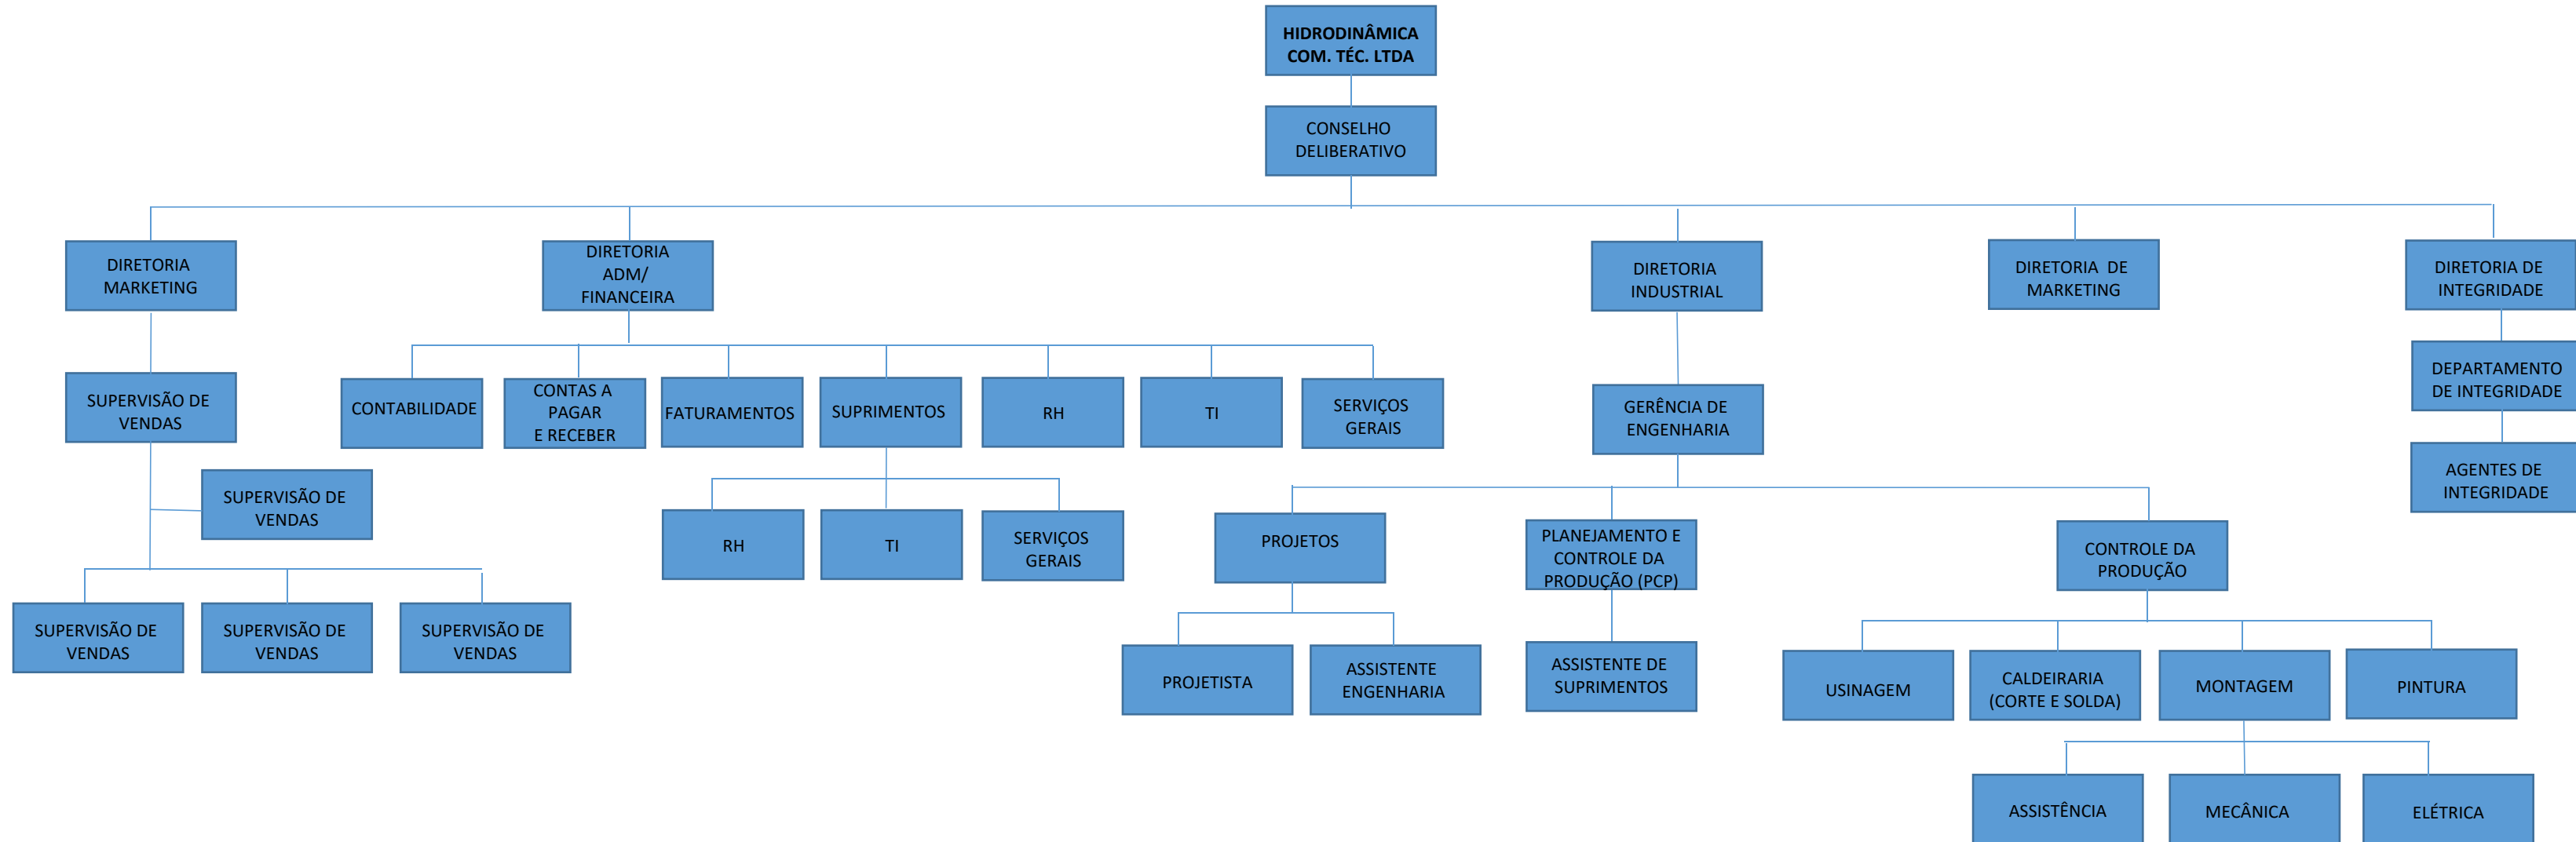 HIDRODINÂMICA
COM. TÉC. LTDA
CONSELHO
DELIBERATIVO
DIRETORIA
MARKETING
DIRETORIA
ADM/
FINANCEIRA
DIRETORIA
INDUSTRIAL
DIRETORIA DE
MARKETING
DIRETORIA DE
INTEGRIDADE
SUPERVISÃO DE
VENDAS
CONTABILIDADE
CONTAS A
PAGAR
E RECEBER
FATURAMENTOS
SUPRIMENTOS
RH
TI
SERVIÇOS
GERAIS
GERÊNCIA DE
ENGENHARIA
DEPARTAMENTO
DE INTEGRIDADE
SUPERVISÃO DE
VENDAS
AGENTES DE
INTEGRIDADE
RH
TI
SERVIÇOS
GERAIS
PROJETOS
PLANEJAMENTO E
CONTROLE DA
PRODUÇÃO (PCP)
CONTROLE DA
PRODUÇÃO
SUPERVISÃO DE
VENDAS
SUPERVISÃO DE
VENDAS
SUPERVISÃO DE
VENDAS
PROJETISTA
ASSISTENTE
ENGENHARIA
ASSISTENTE DE
SUPRIMENTOS
USINAGEM
CALDEIRARIA
(CORTE E SOLDA)
MONTAGEM
PINTURA
ASSISTÊNCIA
MECÂNICA
ELÉTRICA